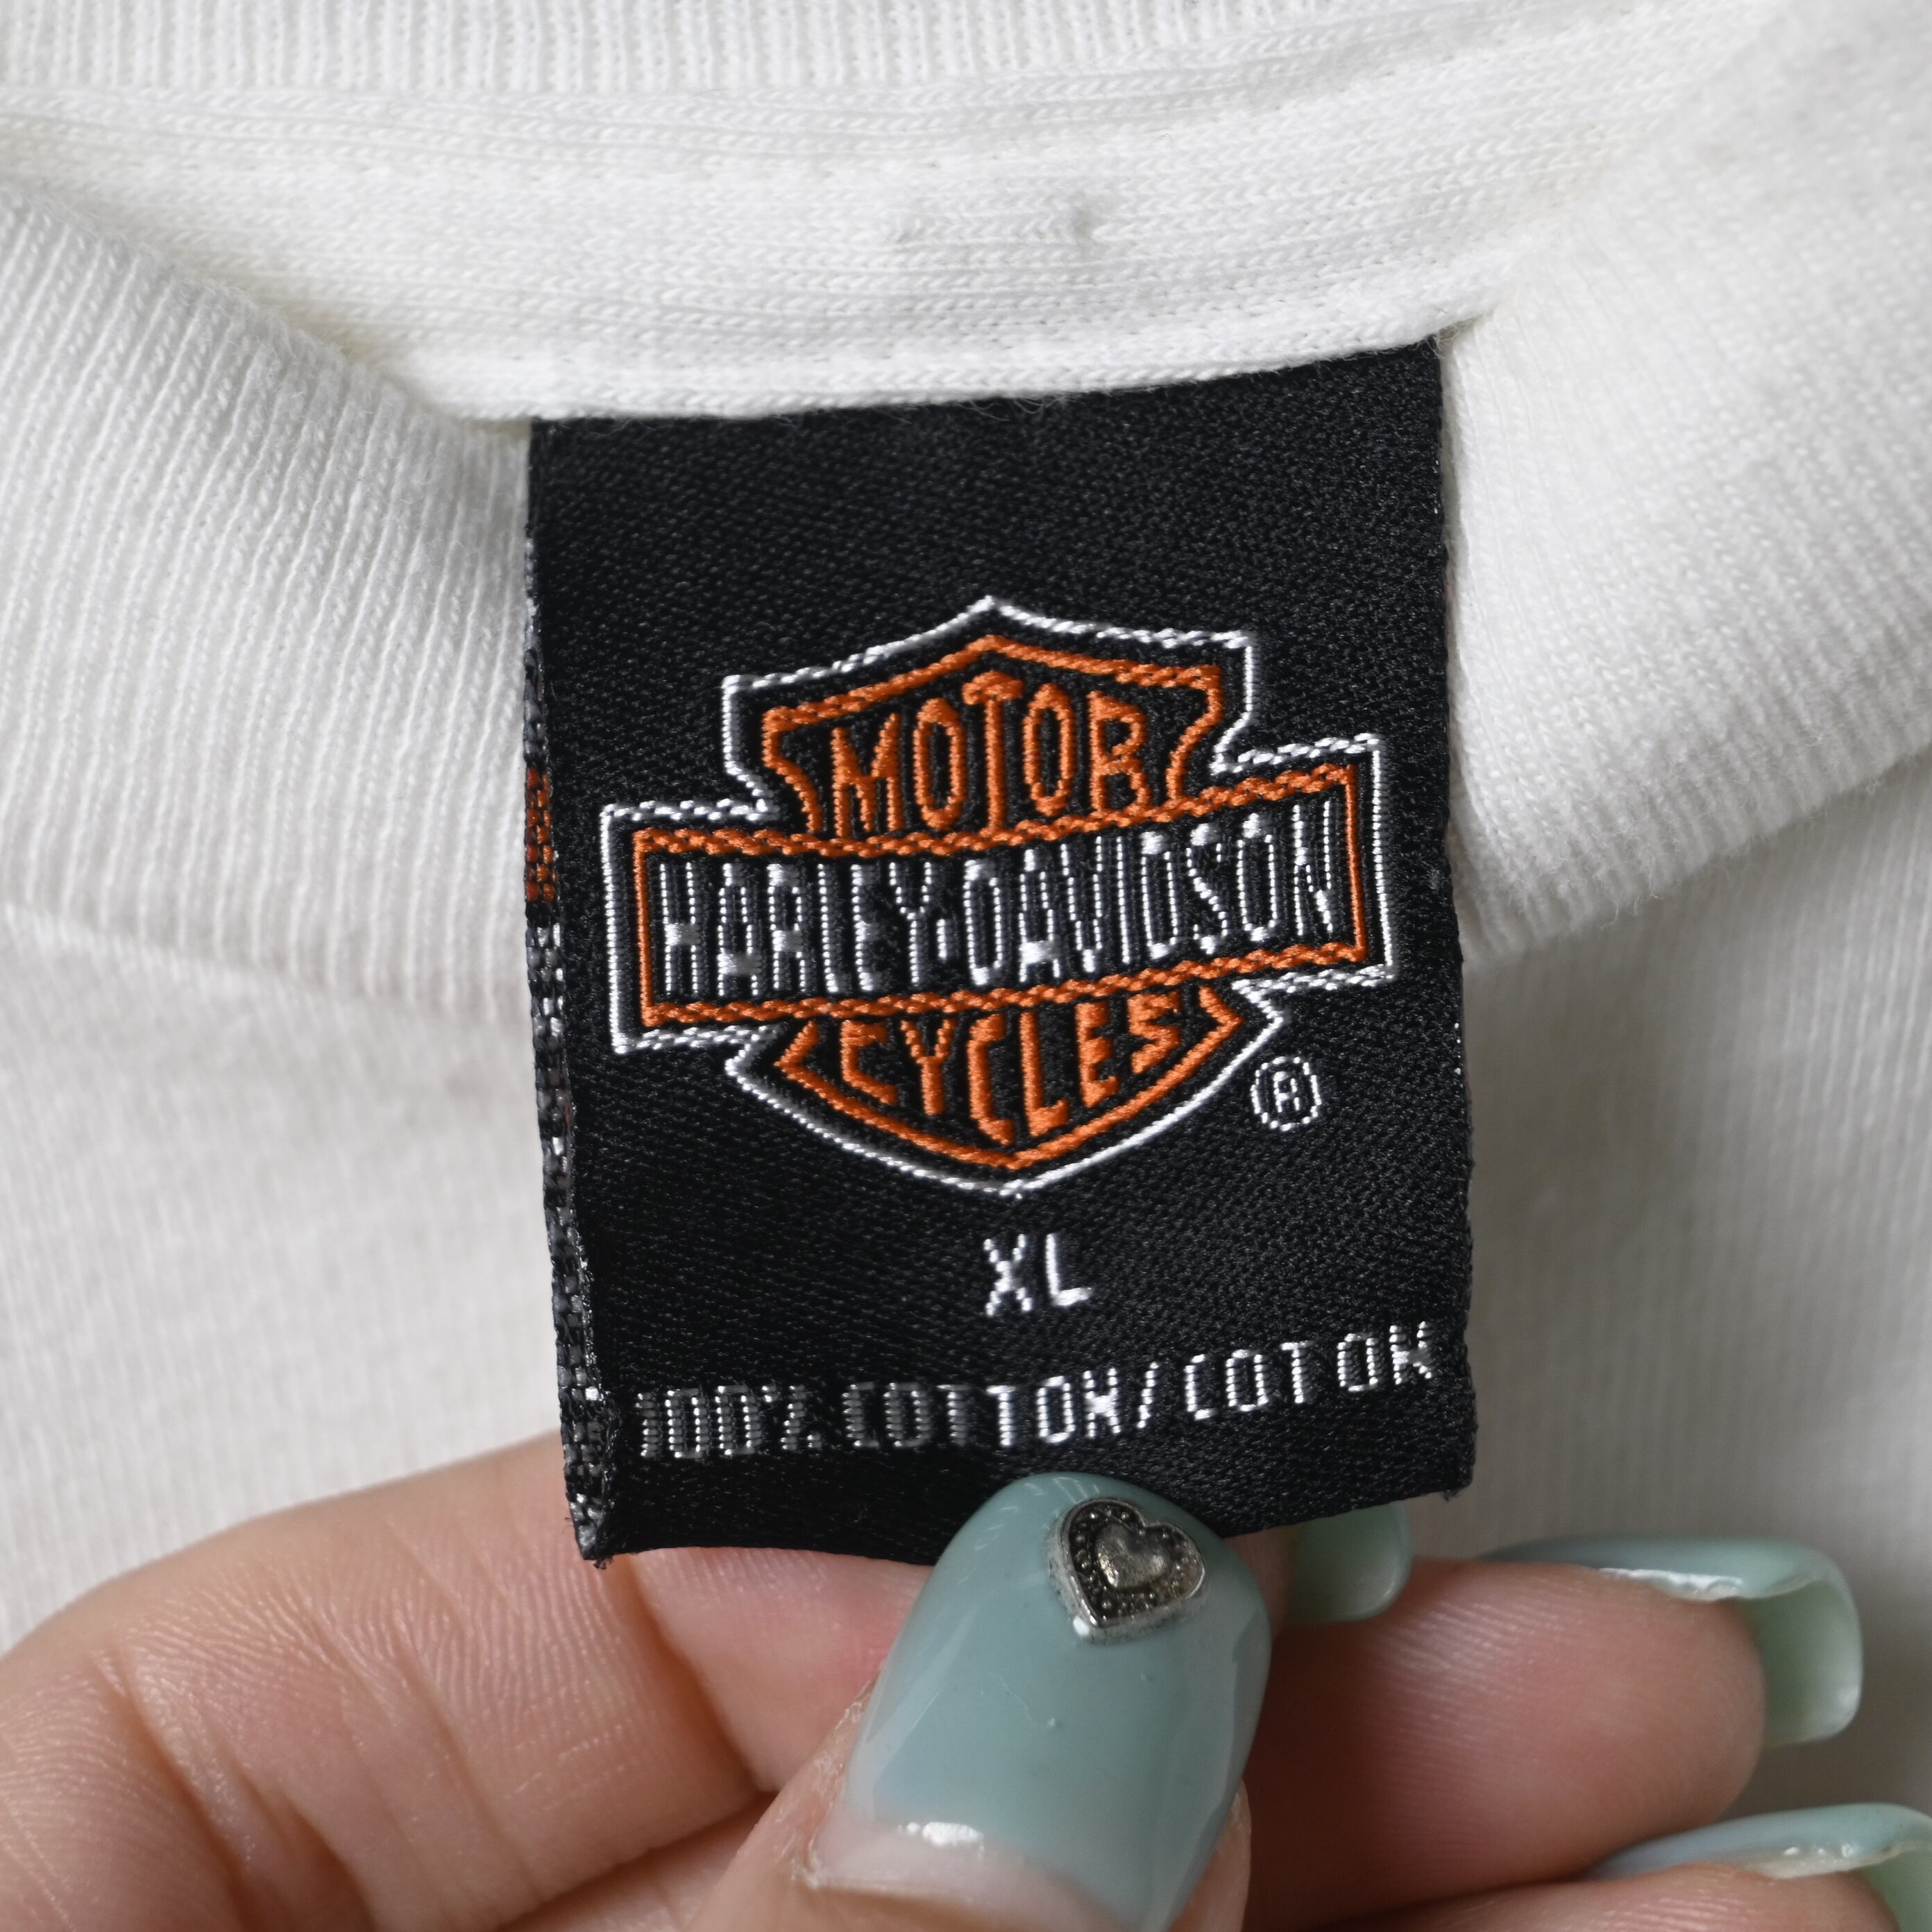 MOTOR
HARLEY-DAVIDSON
CYCLES
®
XL
100% COTTON/COTON